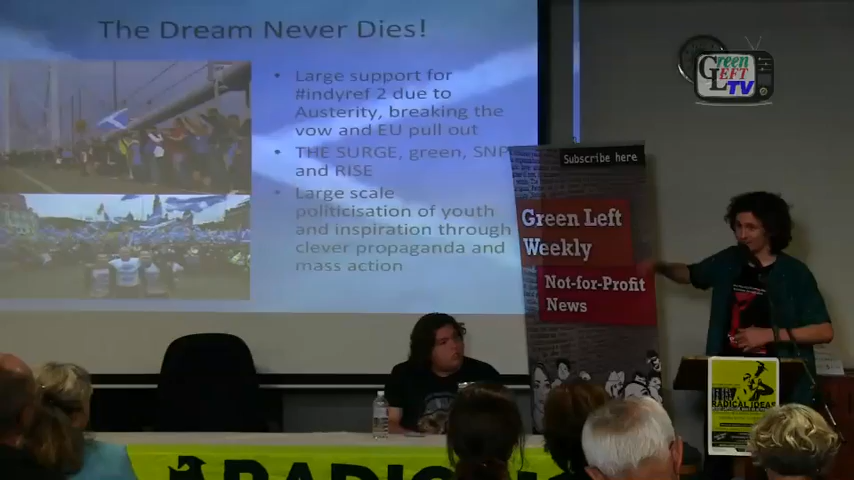 The Dream Never Dies!
• Large support for
#indyref 2 due to
Austerity, breaking the
vow and EU pull out
• THE SURGE, green, SNP
and RISE
• Large scale
politicisation of youth
and inspiration through
clever propaganda and
mass action
Green
LEFT
TV
Subscribe here
Green Left
Weekly
Not-for-Profit
News
RADICAL IDEAS
RADIC